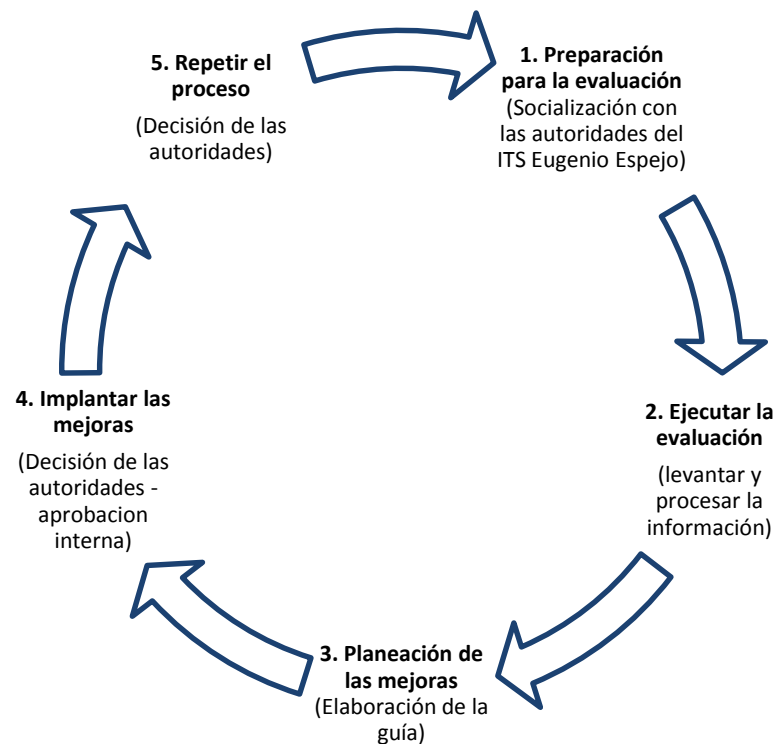 1. Preparación
para la evaluación
(Socialización con
las autoridades del
ITS Eugenio Espejo)
2. Ejecutar la
evaluación
(levantar y
procesar la
información)
3. Planeación de
las mejoras
(Elaboración de la
guía)
4. Implantar las
mejoras
(Decisión de las
autoridades -
aprobacion
interna)
5. Repetir el
proceso
(Decisión de las
autoridades)